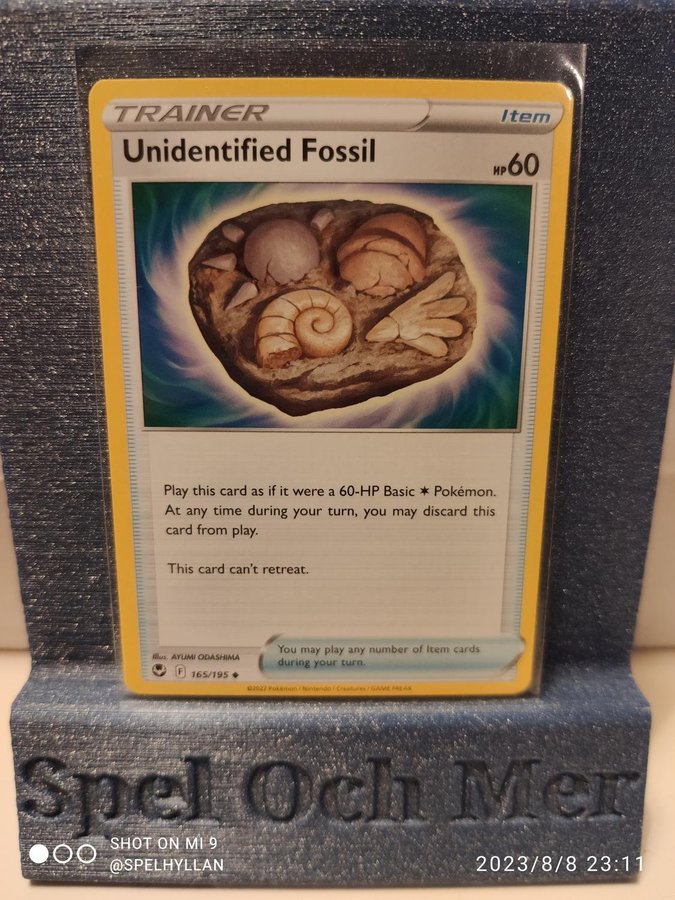 TRAINER
Item
Unidentified Fossil
HP60
Play this card as if it were a 60-HP Basic ✶ Pokémon.
At any time during your turn, you may discard this
card from play.
This card can't retreat.
Illus. AYUMI ODASHIMA
F 165/195 ◆
You may play any number of Item cards
during your turn.
©2022 Pokémon / Nintendo / Creatures / GAME FREAK
Spel Och Mer
SHOT ON MI 9
@SPELHYLLAN
2023/8/8 23:11